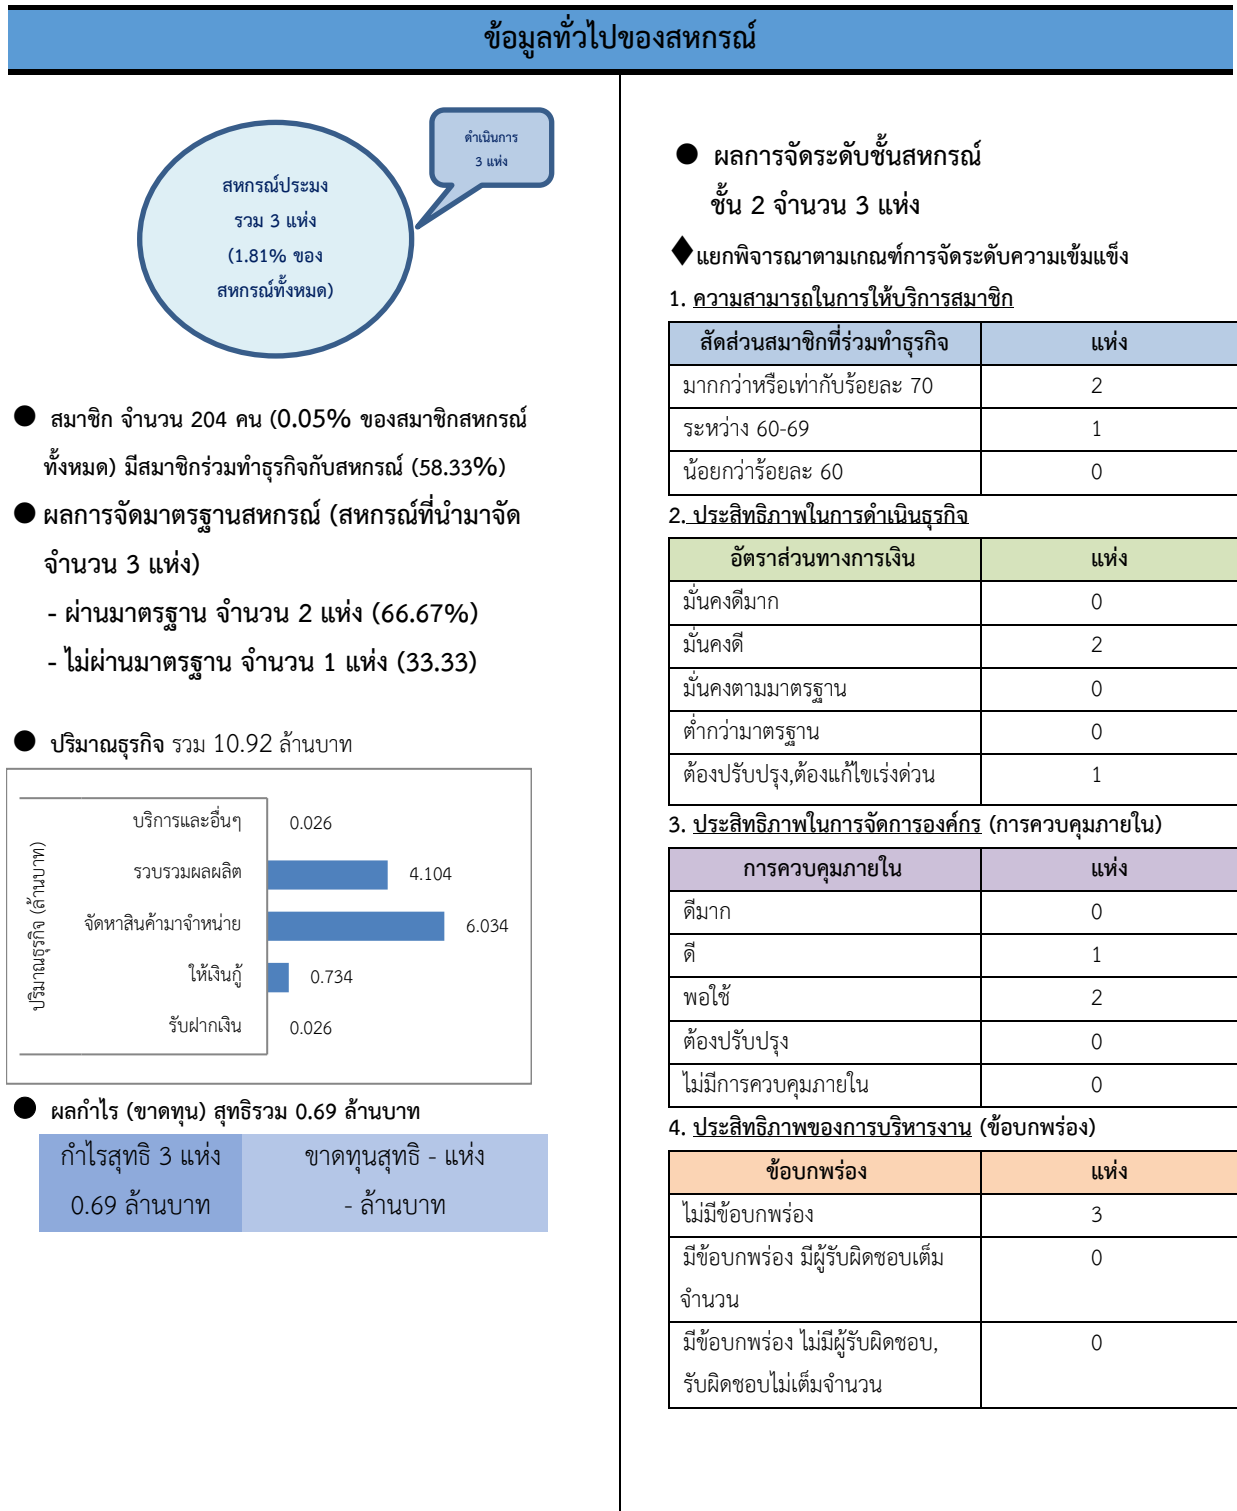 ข้อมูลทั่วไปของสหกรณ์
ดำเนินการ
3 แห่ง
สหกรณ์ประมง
รวม 3 แห่ง
(1.81% ของ
สหกรณ์ทั้งหมด)
● สมาชิก จำนวน 204 คน (0.05% ของสมาชิกสหกรณ์
ทั้งหมด) มีสมาชิกร่วมทำธุรกิจกับสหกรณ์ (58.33%)
● ผลการจัดมาตรฐานสหกรณ์ (สหกรณ์ที่นำมาจัด
จำนวน 3 แห่ง)
- ผ่านมาตรฐาน จำนวน 2 แห่ง (66.67%)
- ไม่ผ่านมาตรฐาน จำนวน 1 แห่ง (33.33)
● ปริมาณธุรกิจ รวม 10.92 ล้านบาท
ปริมาณธุรกิจ (ล้านบาท)
บริการและอื่นๆ 0.026
รวบรวมผลผลิต 4.104
จัดหาสินค้ามาจำหน่าย 6.034
ให้เงินกู้ 0.734
รับฝากเงิน 0.026
● ผลกำไร (ขาดทุน) สุทธิรวม 0.69 ล้านบาท
กำไรสุทธิ 3 แห่ง ขาดทุนสุทธิ - แห่ง
0.69 ล้านบาท - ล้านบาท
● ผลการจัดระดับชั้นสหกรณ์
ชั้น 2 จำนวน 3 แห่ง
♦แยกพิจารณาตามเกณฑ์การจัดระดับความเข้มแข็ง
1. ความสามารถในการให้บริการสมาชิก
สัดส่วนสมาชิกที่ร่วมทำธุรกิจ แห่ง
มากกว่าหรือเท่ากับร้อยละ 70 2
ระหว่าง 60-69 1
น้อยกว่าร้อยละ 60 0
2. ประสิทธิภาพในการดำเนินธุรกิจ
อัตราส่วนทางการเงิน แห่ง
มั่นคงดีมาก 0
มั่นคงดี 2
มั่นคงตามมาตรฐาน 0
ต่ำกว่ามาตรฐาน 0
ต้องปรับปรุง,ต้องแก้ไขเร่งด่วน 1
3. ประสิทธิภาพในการจัดการองค์กร (การควบคุมภายใน)
การควบคุมภายใน แห่ง
ดีมาก 0
ดี 1
พอใช้ 2
ต้องปรับปรุง 0
ไม่มีการควบคุมภายใน 0
4. ประสิทธิภาพของการบริหารงาน (ข้อบกพร่อง)
ข้อบกพร่อง แห่ง
ไม่มีข้อบกพร่อง 3
มีข้อบกพร่อง มีผู้รับผิดชอบเต็ม 0
จำนวน
มีข้อบกพร่อง ไม่มีผู้รับผิดชอบ, 0
รับผิดชอบไม่เต็มจำนวน